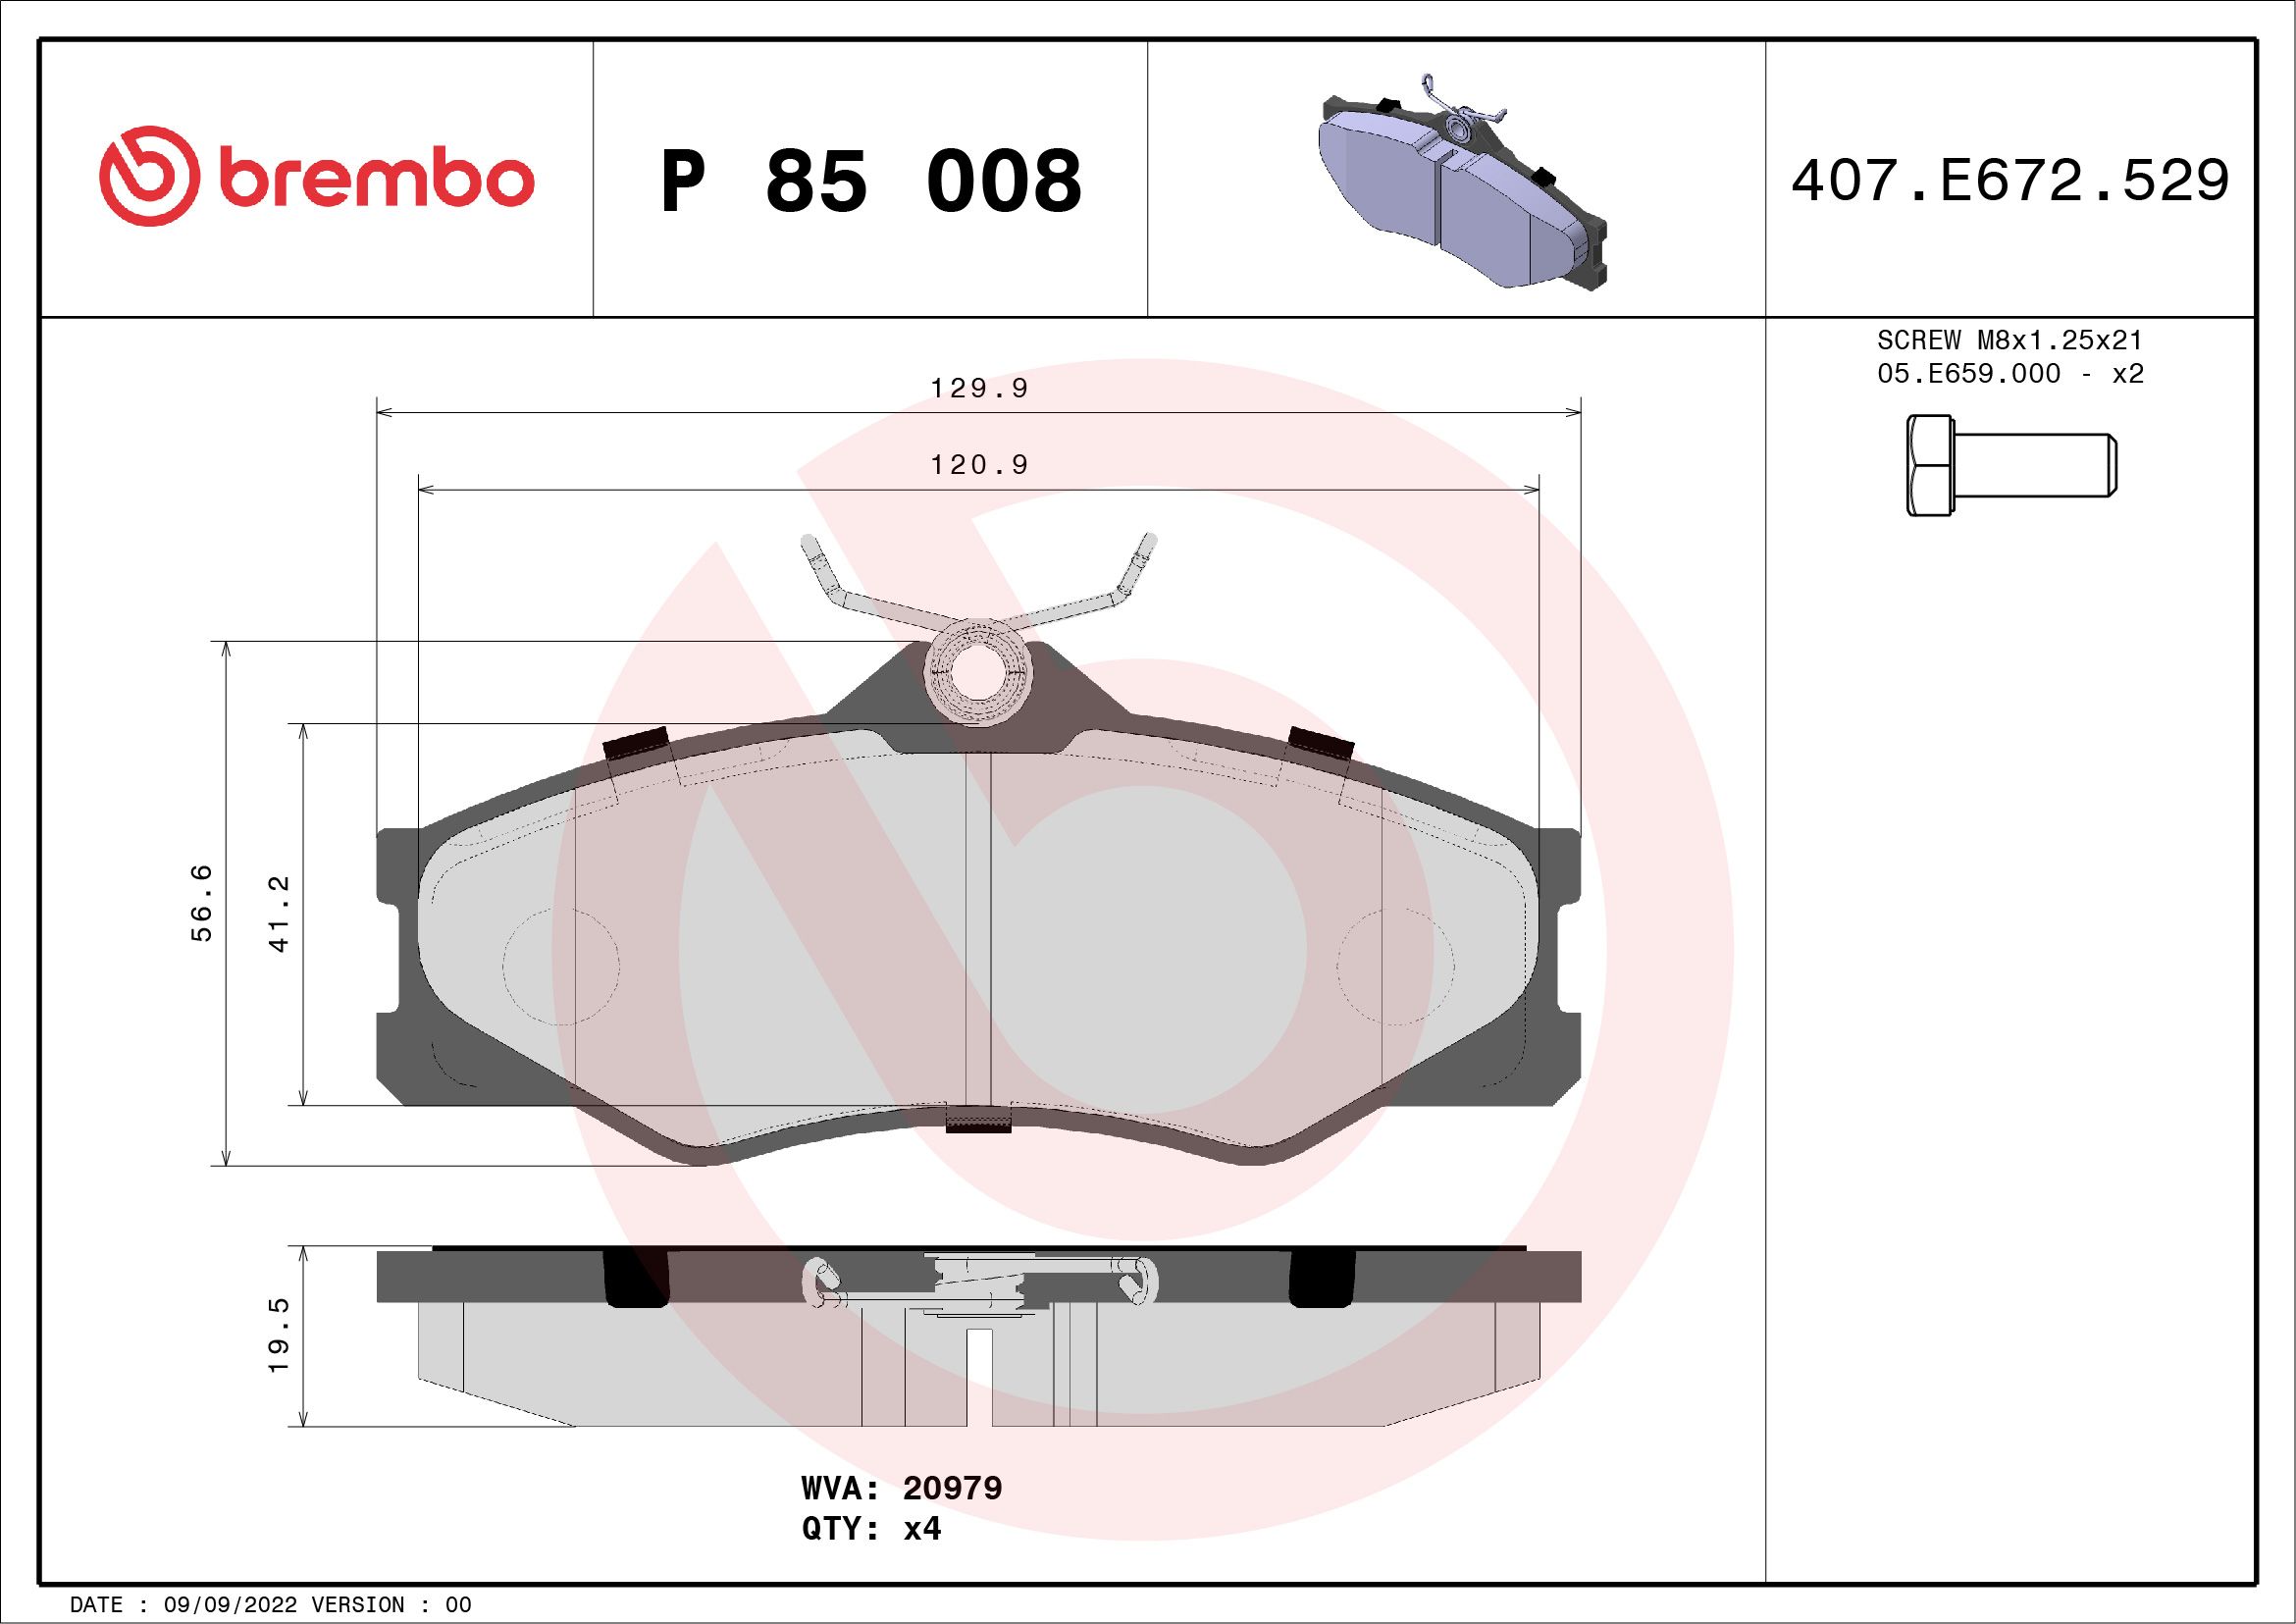 brembo
P 85 008
407.E672.529
SCREW M8x1.25x21
05.E659.000 - x2
129.9
120.9
56.6
41.2
19.5
WVA: 20979
QTY: x4
DATE : 09/09/2022 VERSION : 00